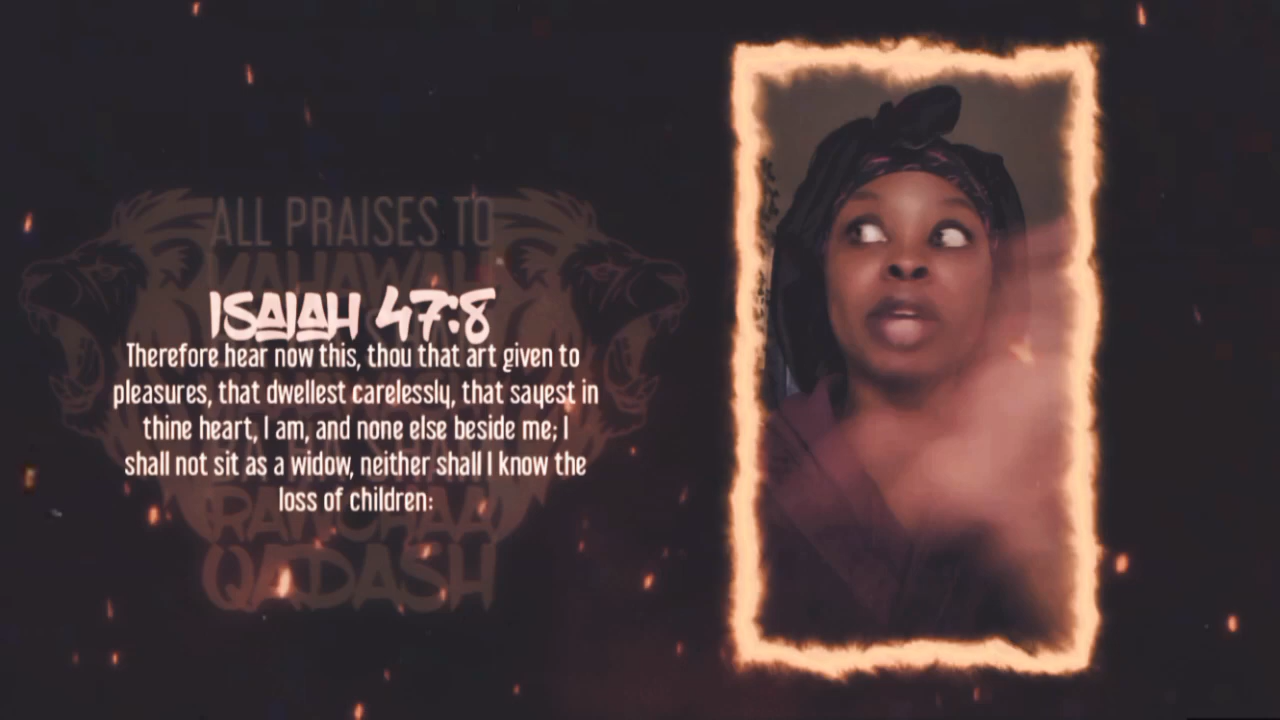 ALL PRAISES TO
ISAIAH 47:8
Therefore hear now this, thou that art given to
pleasures, that dwellest carelessly, that sayest in
thine heart, I am, and none else beside me; I
shall not sit as a widow, neither shall I know the
loss of children:
QADASH